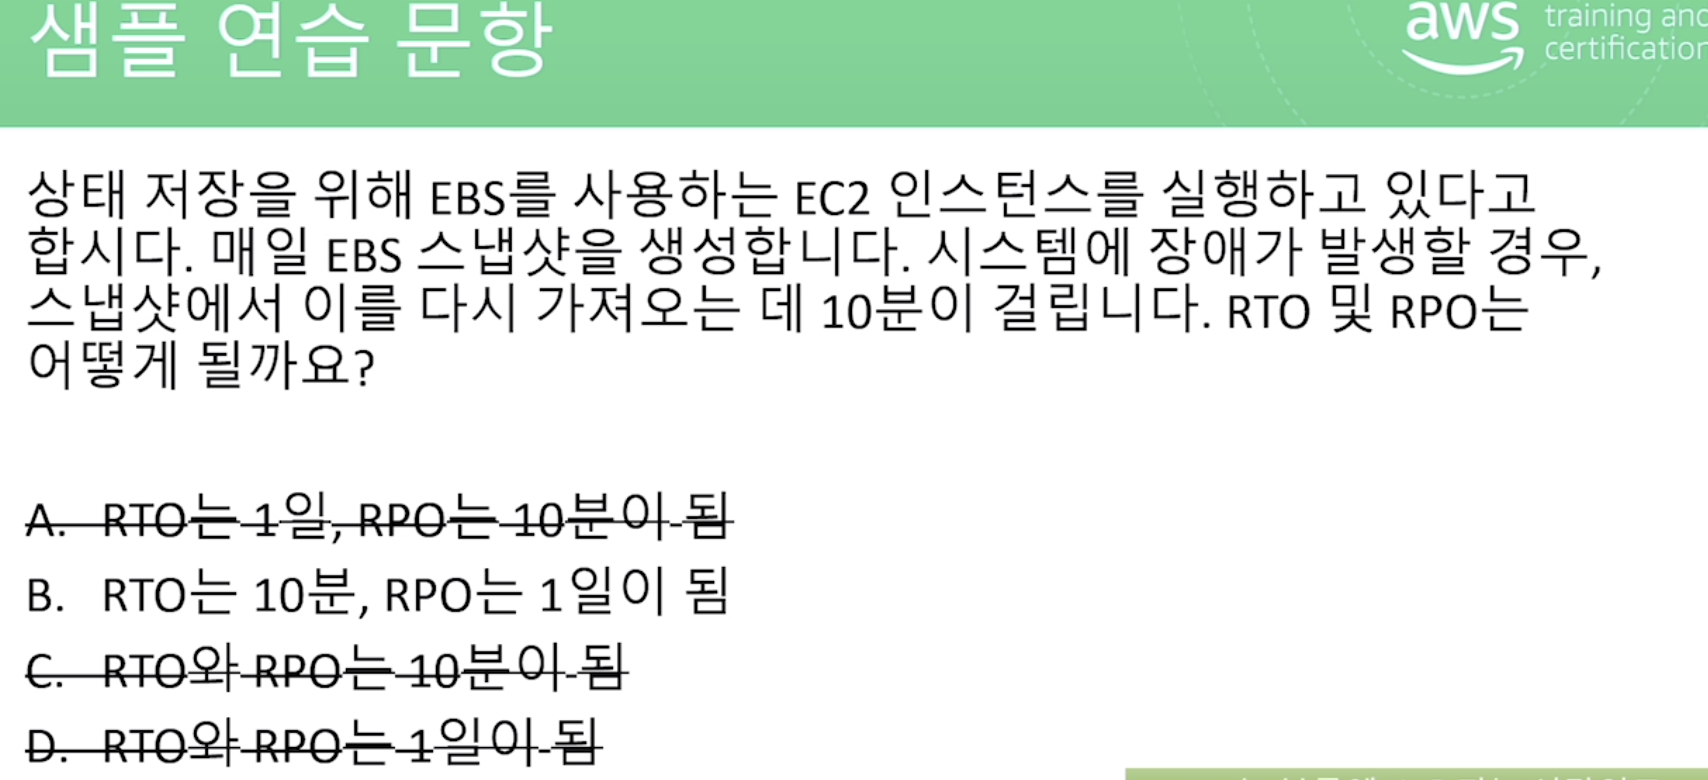 샘플 연습 문항
aws
training and
certification
상태 저장을 위해 EBS를 사용하는 EC2 인스턴스를 실행하고 있다고
합시다. 매일 EBS 스냅샷을 생성합니다. 시스템에 장애가 발생할 경우,
스냅샷에서 이를 다시 가져오는 데 10분이 걸립니다. RTO 및 RPO는
어떻게 될까요?
A. RTO는 1일, RPO는 10분이 됨
B. RTO는 10분, RPO는 1일이 됨
C. RTO와 RPO는 10분이 됨
D. RTO와 RPO는 1일이 됨